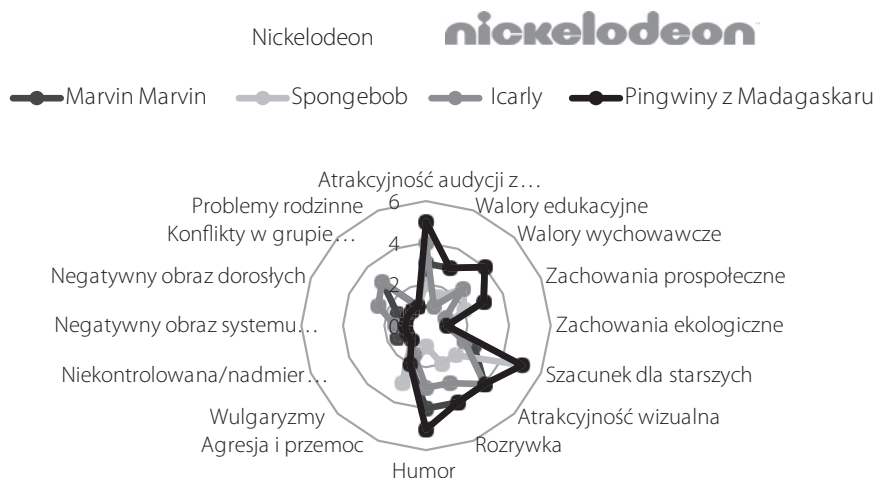 Nickelodeon
nickelodeon
Marvin Marvin
Spongebob
Icarly
Pingwiny z Madagaskaru
Atrakcyjność audycji z…
Walory edukacyjne
Walory wychowawcze
Zachowania prospołeczne
Zachowania ekologiczne
Szacunek dla starszych
Atrakcyjność wizualna
Rozrywka
Humor
Agresja i przemoc
Wulgaryzmy
Niekontrolowana/nadmier…
Negatywny obraz systemu…
Negatywny obraz dorosłych
Konflikty w grupie…
Problemy rodzinne
6
4
2
0